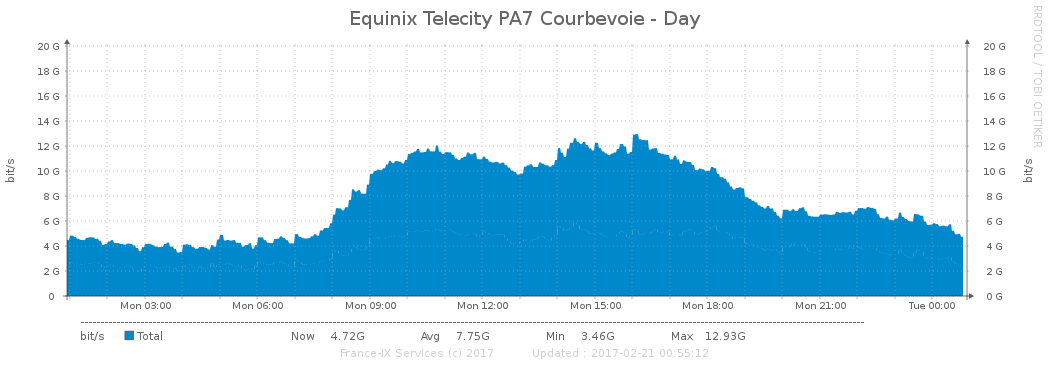 Equinix Telecity PA7 Courbevoie - Day
RRDTOOL / TOBI OETIKER
20 G 20 G
18 G 18 G
16 G 16 G
14 G 14 G
12 G 12 G
10 G 10 G
8 G 8 G
6 G 6 G
4 G 4 G
2 G 2 G
0 0 G
bit/s bit/s
Mon 03:00 Mon 06:00 Mon 09:00 Mon 12:00 Mon 15:00 Mon 18:00 Mon 21:00 Tue 00:00
bit/s Total Now 4.72G Avg 7.75G Min 3.46G Max 12.93G
France-IX Services (c) 2017 Updated : 2017-02-21 00:55:12